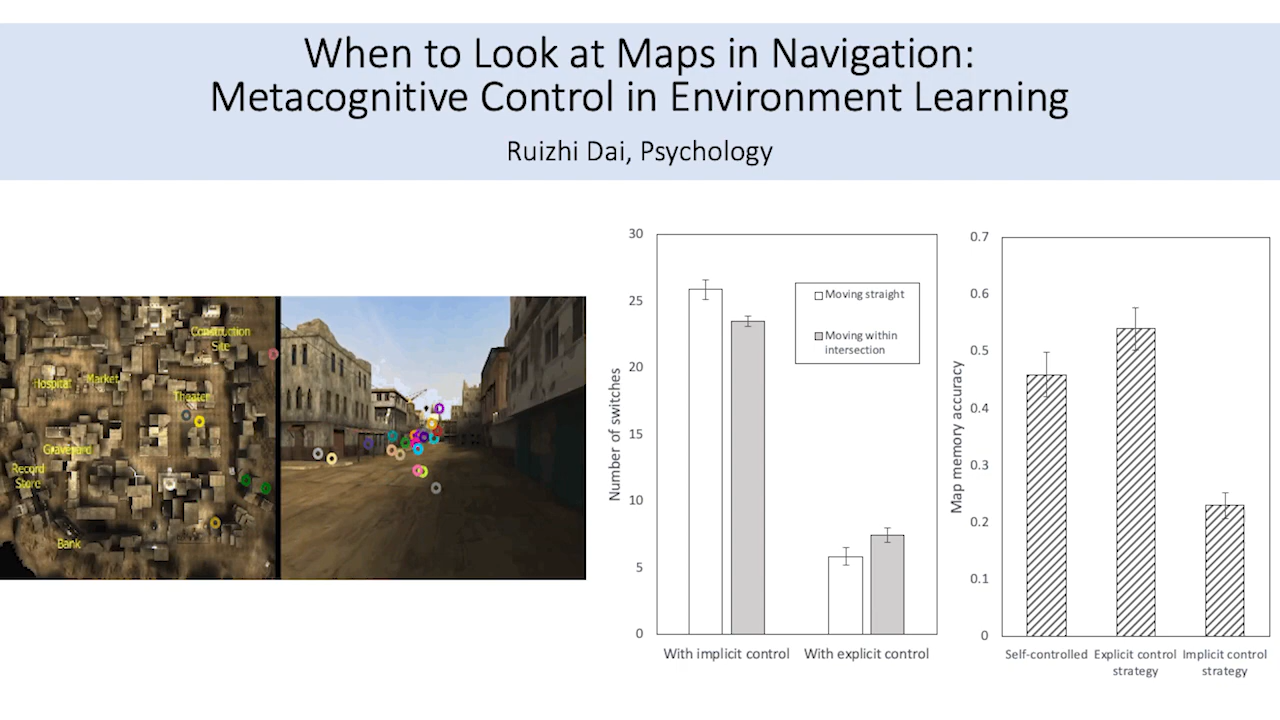 When to Look at Maps in Navigation:
Metacognitive Control in Environment Learning
Ruizhi Dai, Psychology
Construction
Site
Hospital
Market
Theater
Graveyard
Record
Store
Bank
30
25
20
15
10
5
0
Number of switches
Moving straight
Moving within
intersection
With implicit control
With explicit control
0.7
0.6
0.5
0.4
0.3
0.2
0.1
0
Map memory accuracy
Self-controlled
Explicit control
strategy
Implicit control
strategy